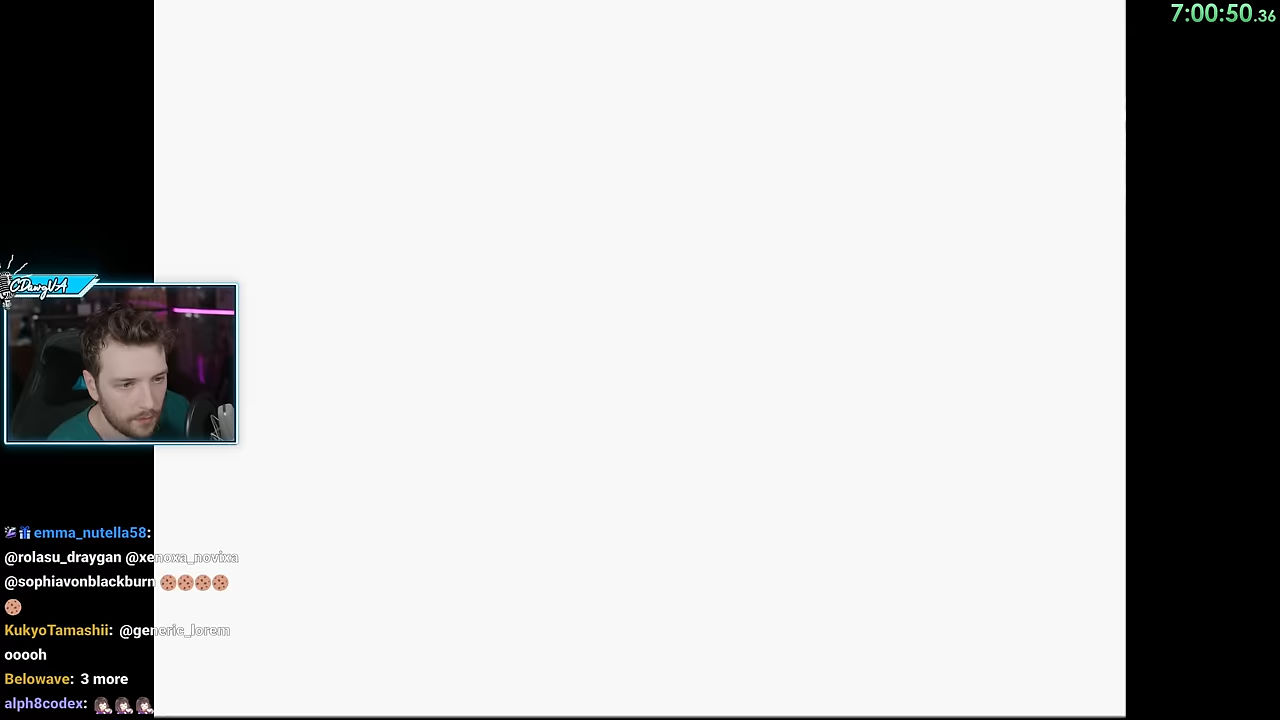 7:00:50.36
CDawgVA
emma_nutella58:
@rolasu_draygan @xenoxa_novixa
@sophiavonblackburn
KukyoTamashii: @generic_lorem
ooooh
Belowave: 3 more
alph8codex: